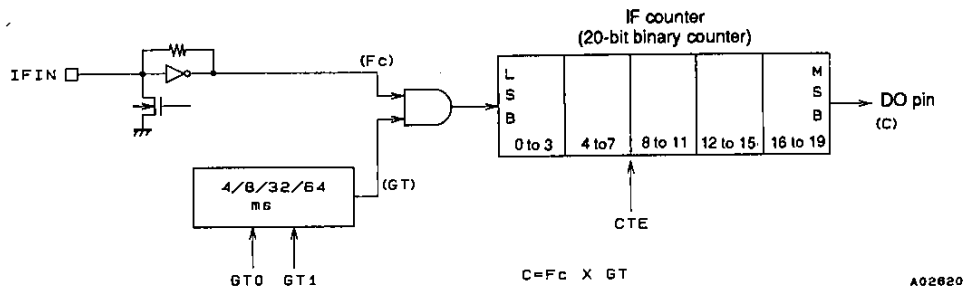 IF counter
(20-bit binary counter)
IFIN
(Fc)
L
S
B
M
S
B
DO pin
(C)
0 to 3
4 to7
8 to 11
12 to 15
16 to 19
(GT)
4/8/32/64
ms
CTE
GT0
GT1
C=Fc X GT
A02620